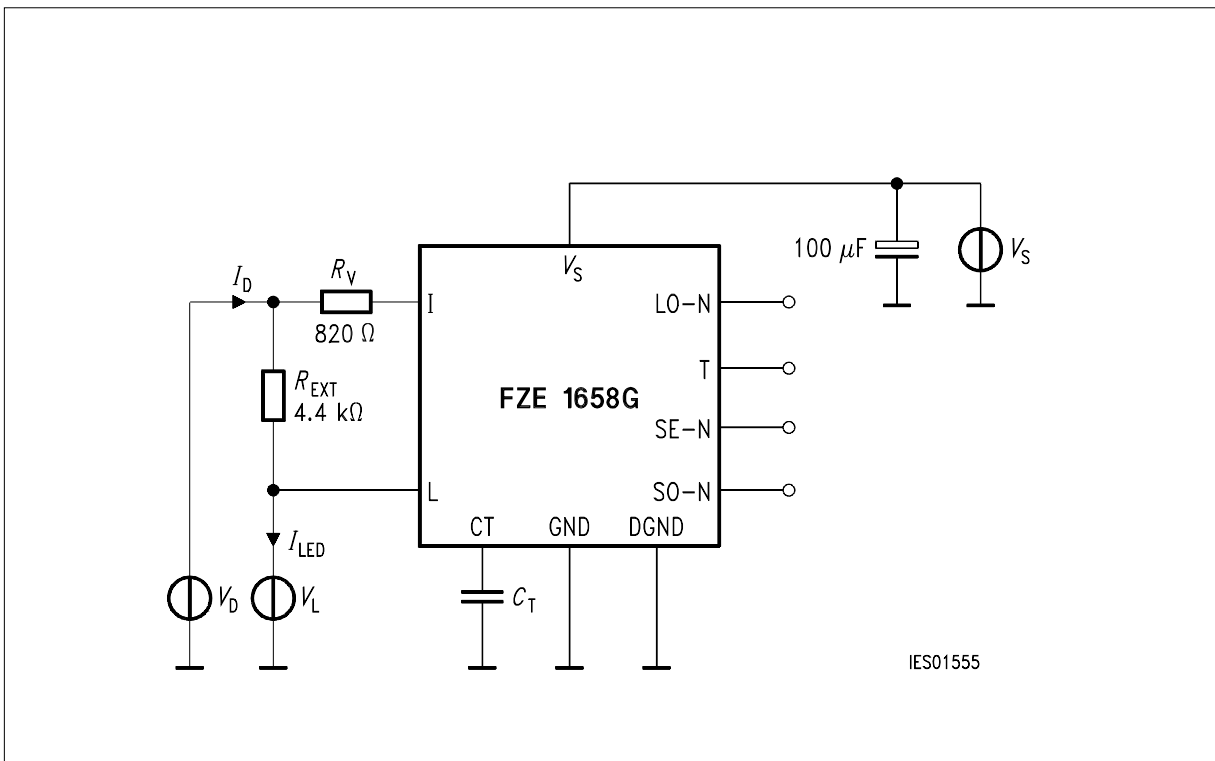 100 µF
V_S
V_S
I_D
R_V
820 Ω
I
LO–N
R_EXT
4.4 kΩ
T
FZE 1658G
SE–N
L
SO–N
CT
GND
DGND
I_LED
V_D
V_L
C_T
IES01555